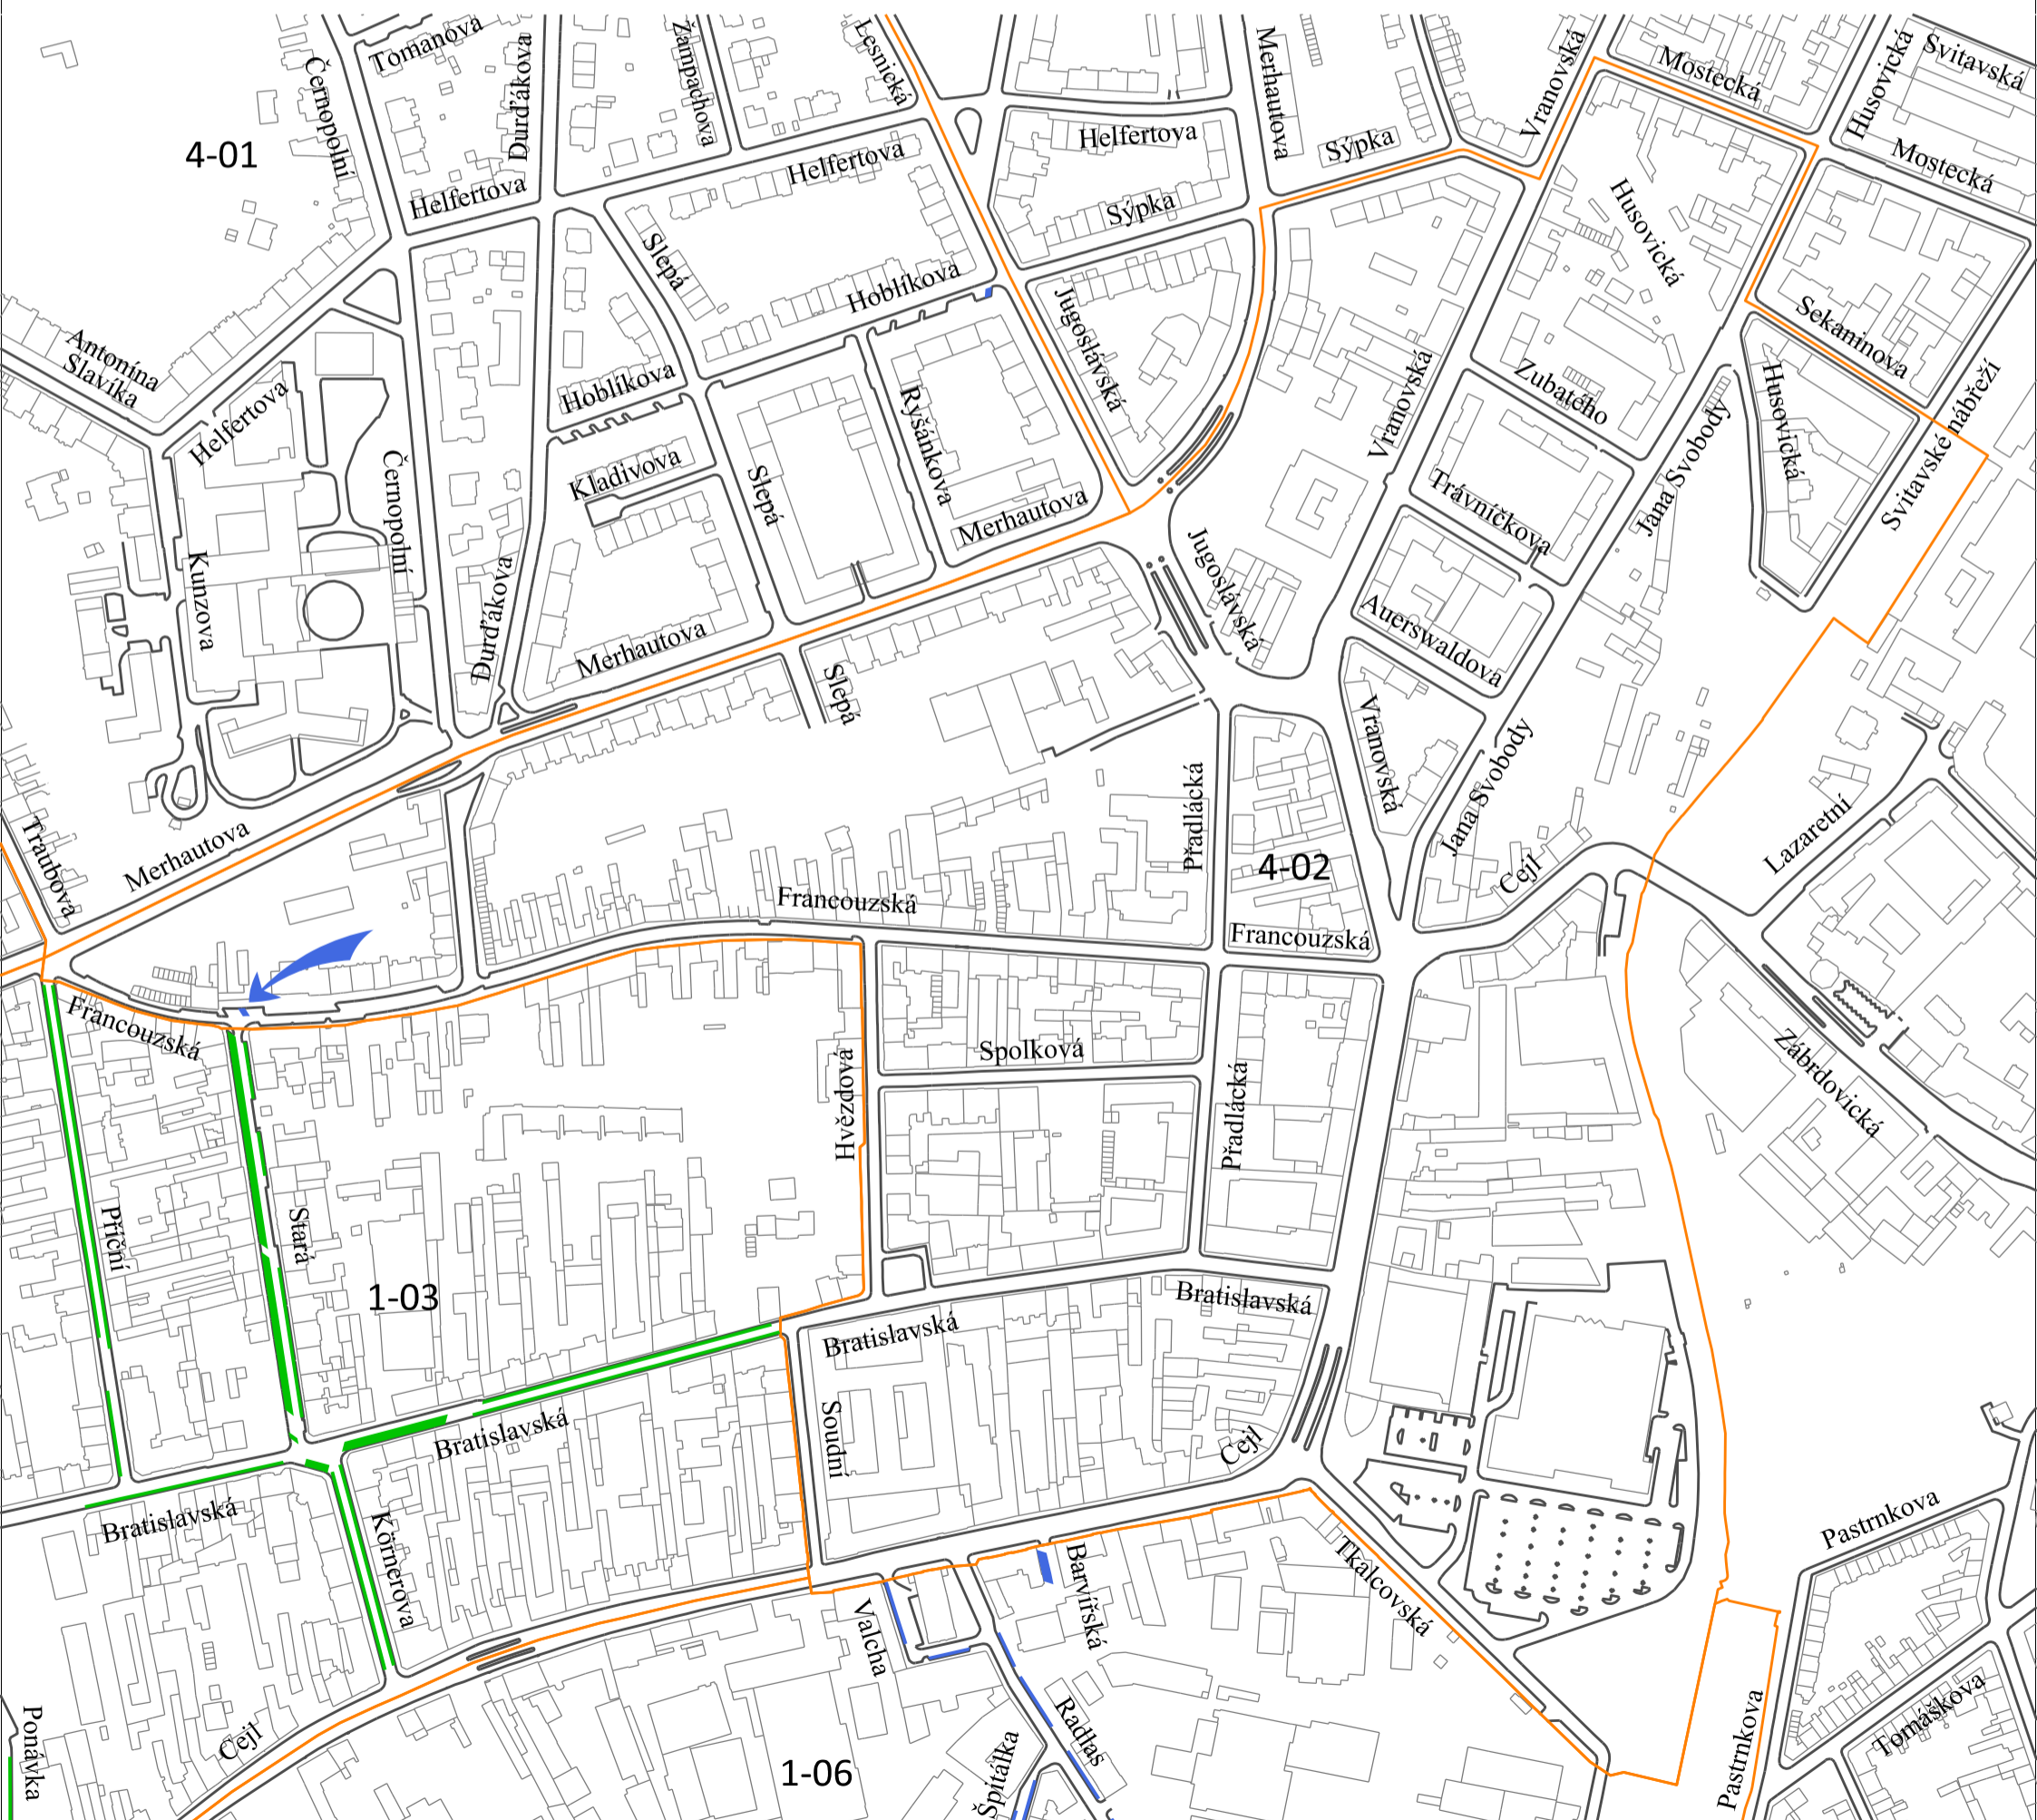 Tomanova
Durďákova
Zampachova
Lesnická
Merhautova
Vranovská
Mostecká
Husovická
Svitavská
Černopolní
4-01
Helfertova
Helfertova
Helfertova
Sýpka
Mostecká
Sýpka
Husovická
Slepá
Hoblíkova
Jugoslávská
Sekaninova
Antonína
Slavíka
Helfertova
Hoblíkova
Ryšánkova
Vranovská
Zubatého
Husovická
Svitavské nábřeží
Černopolní
Kladivova
Slepá
Merhautova
Trávníčkova
Jana Svobody
Kunzova
Durďákova
Merhautova
Jugoslávská
Auerswaldova
Slepá
Vranovská
Jana Svobody
Traubova
Merhautova
Přadlácká
4-02
Cejl
Lazaretní
Francouzská
Francouzská
Francouzská
Spolková
Hvězdová
Přadlácká
Zábrdovická
Příční
Stará
1-03
Bratislavská
Bratislavská
Bratislavská
Soudní
Cejl
Bratislavská
Körnerova
Pastrnkova
Valcha
Barvířská
Tkalcovská
Ponávka
Cejl
1-06
Špitálka
Radlas
Pastrnkova
Tomáškova